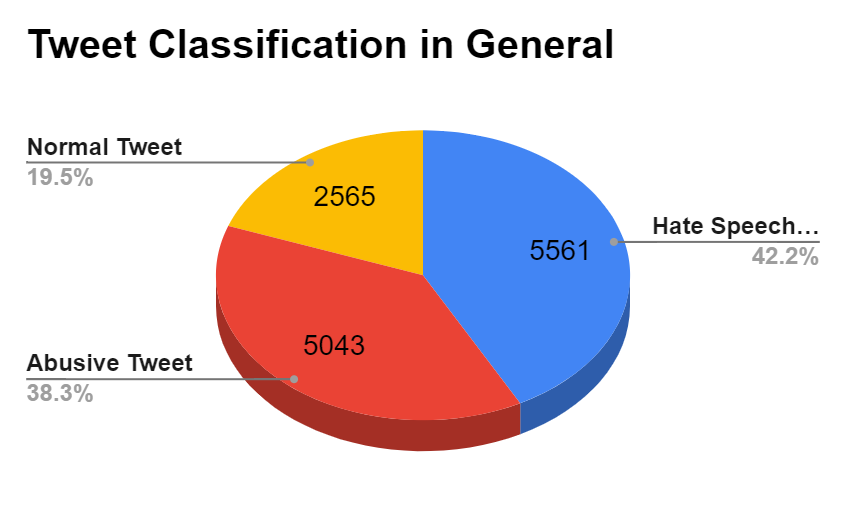 Tweet Classification in General
Normal Tweet
19.5%
2565
Hate Speech…
42.2%
5561
Abusive Tweet
38.3%
5043